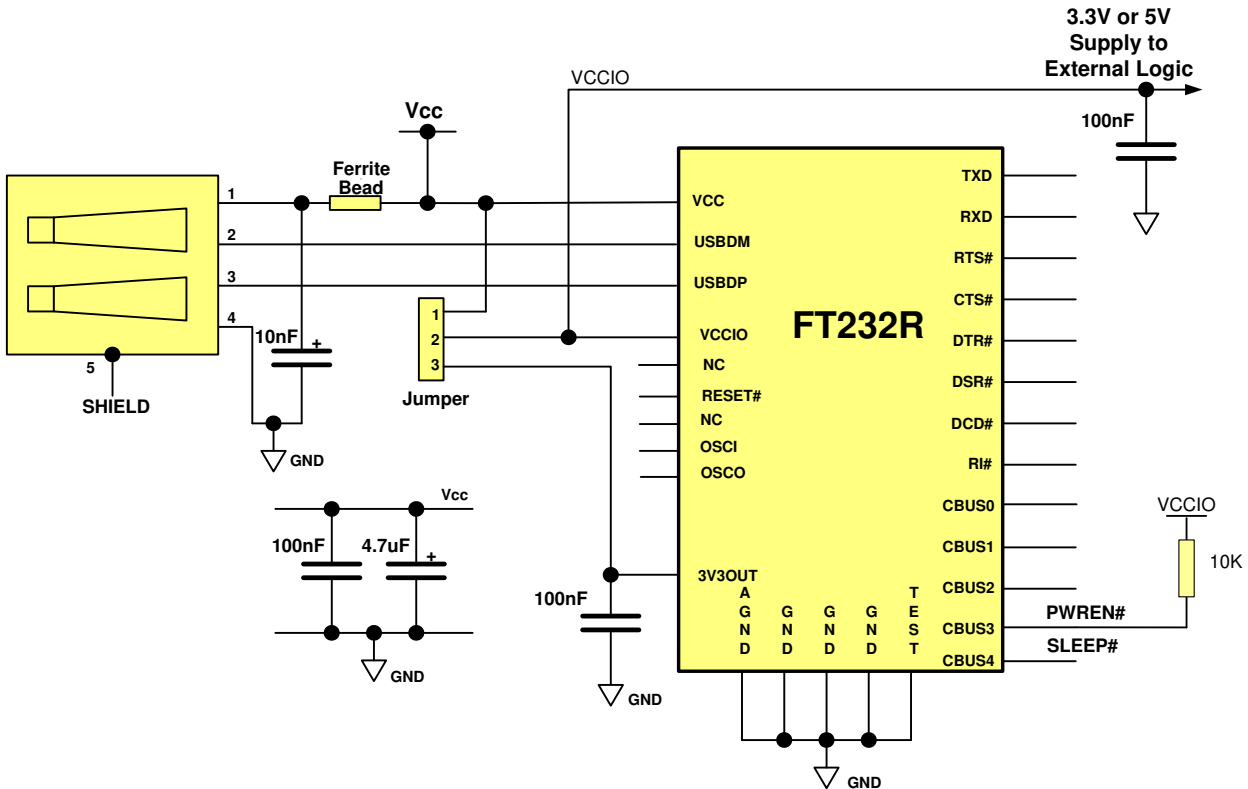 3.3V or 5V
Supply to
External Logic
VCCIO
100nF
Vcc
Ferrite
Bead
1
2
3
4
5
SHIELD
10nF
+
GND
1
2
3
Jumper
VCC
USBDM
USBDP
VCCIO
NC
RESET#
NC
OSCI
OSCO
3V3OUT
FT232R
TXD
RXD
RTS#
CTS#
DTR#
DSR#
DCD#
RI#
CBUS0
CBUS1
CBUS2
CBUS3
CBUS4
AGND
GND
GND
GND
TEST
GND
PWREN#
SLEEP#
VCCIO
10K
Vcc
100nF
4.7uF
+
GND
100nF
GND